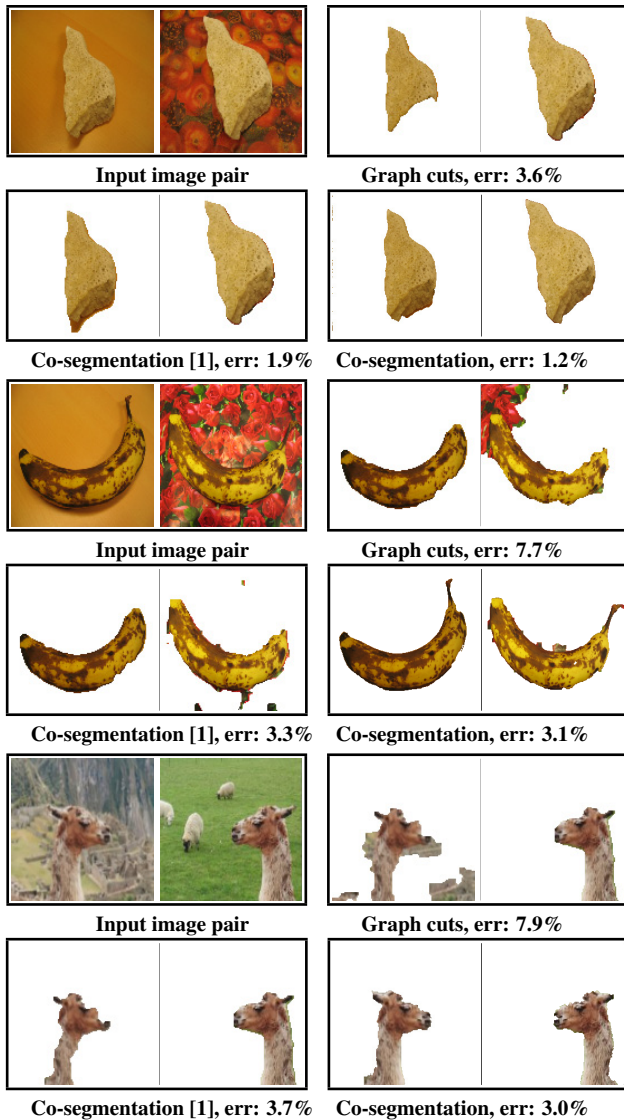 Input image pair
Graph cuts, err: 3.6%
Co-segmentation [1], err: 1.9%
Co-segmentation, err: 1.2%
Input image pair
Graph cuts, err: 7.7%
Co-segmentation [1], err: 3.3%
Co-segmentation, err: 3.1%
Input image pair
Graph cuts, err: 7.9%
Co-segmentation [1], err: 3.7%
Co-segmentation, err: 3.0%